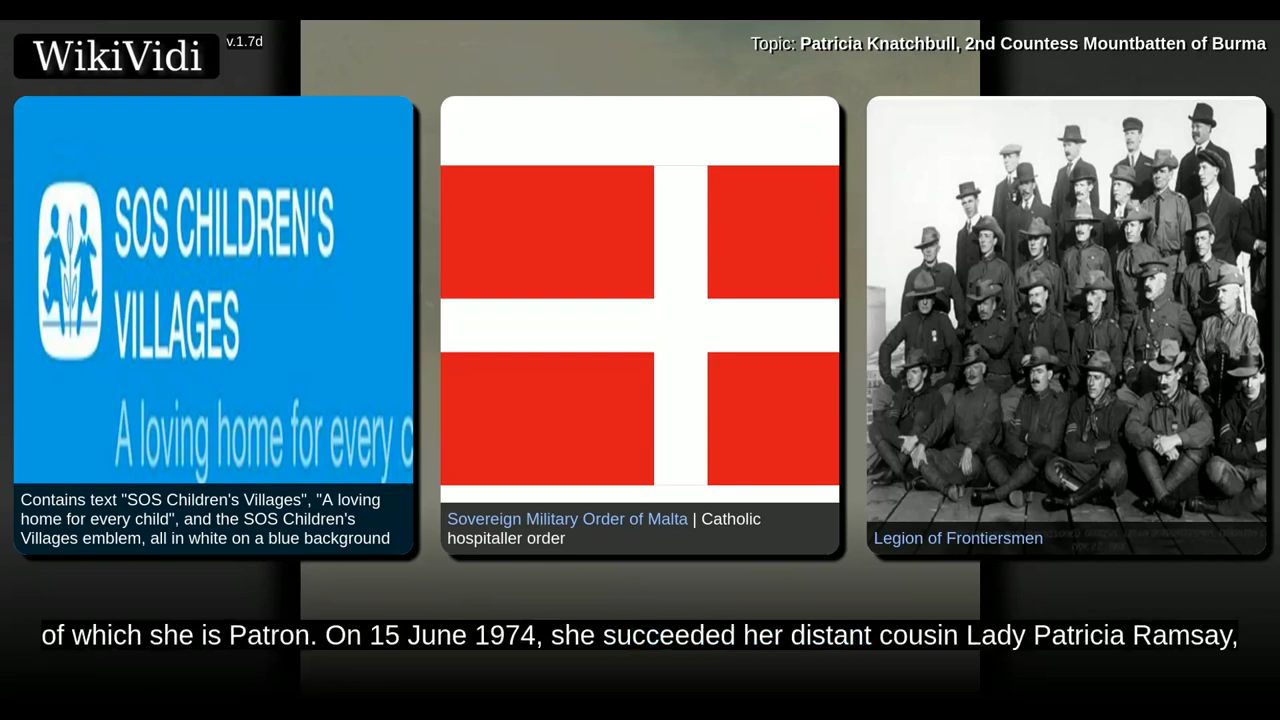 WikiVidi
v.1.7d
Topic: Patricia Knatchbull, 2nd Countess Mountbatten of Burma
SOS CHILDREN'S
VILLAGES
A loving home for every c
Contains text "SOS Children's Villages", "A loving
home for every child", and the SOS Children's
Villages emblem, all in white on a blue background
Sovereign Military Order of Malta | Catholic
hospitaller order
Legion of Frontiersmen
of which she is Patron. On 15 June 1974, she succeeded her distant cousin Lady Patricia Ramsay,